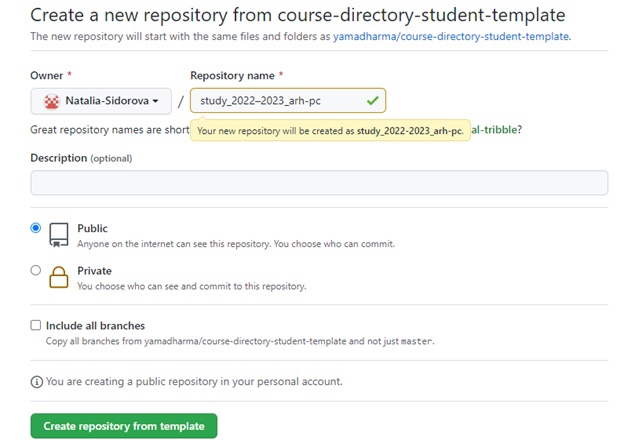 Create a new repository from course-directory-student-template
The new repository will start with the same files and folders as yamadharma/course-directory-student-template.
Owner * Repository name *
Natalia-Sidorova / study_2022–2023_arh-pc
Great repository names are short al-tribble?
Your new repository will be created as study_2022-2023_arh-pc.
Description (optional)
Public
Anyone on the internet can see this repository. You choose who can commit.
Private
You choose who can see and commit to this repository.
Include all branches
Copy all branches from yamadharma/course-directory-student-template and not just master.
You are creating a public repository in your personal account.
Create repository from template